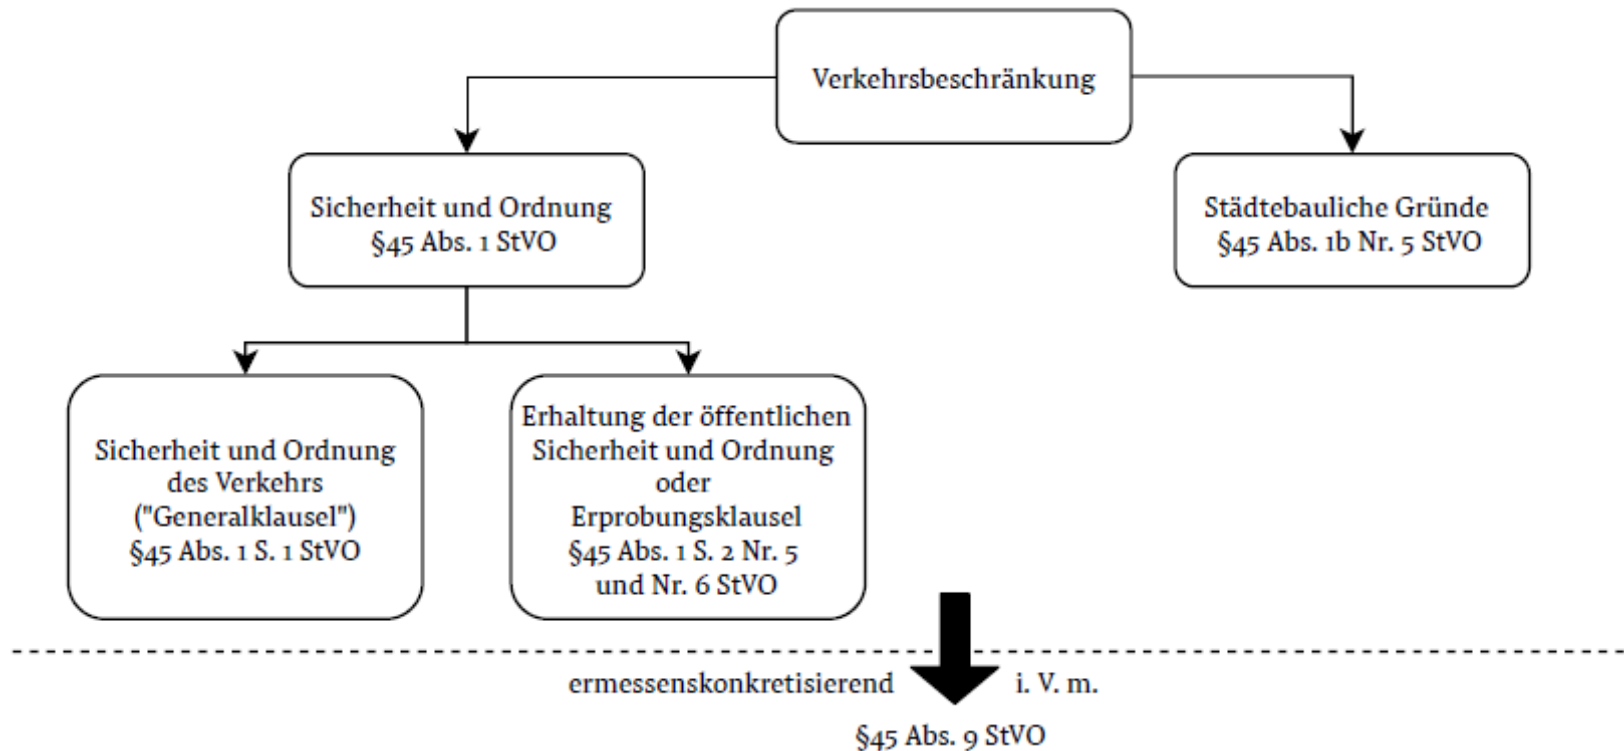 Verkehrsbeschränkung
Sicherheit und Ordnung
§45 Abs. 1 StVO
Städtebauliche Gründe
§45 Abs. 1b Nr. 5 StVO
Sicherheit und Ordnung
des Verkehrs
("Generalklausel")
§45 Abs. 1 S. 1 StVO
Erhaltung der öffentlichen
Sicherheit und Ordnung
oder
Erprobungsklausel
§45 Abs. 1 S. 2 Nr. 5
und Nr. 6 StVO
ermessenskonkretisierend i. V. m.
§45 Abs. 9 StVO